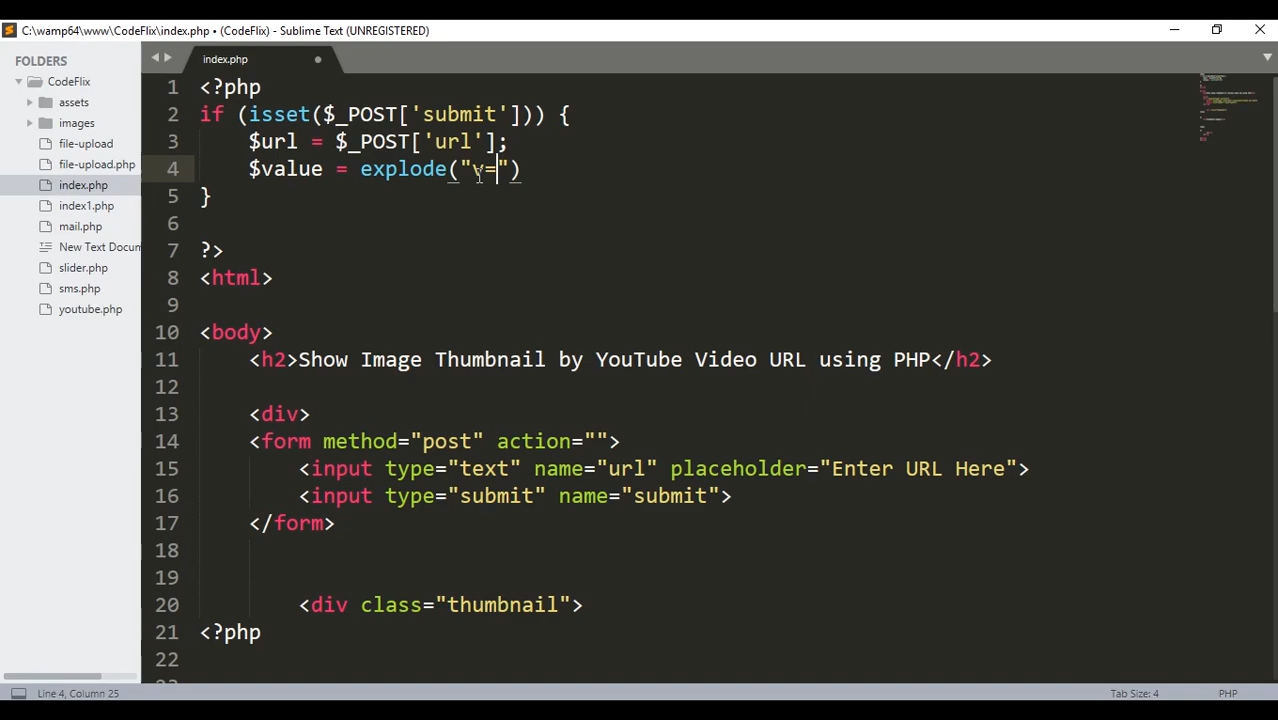 C:\wamp64\www\CodeFlix\index.php • (CodeFlix) - Sublime Text (UNREGISTERED)
FOLDERS
CodeFlix
assets
images
file-upload
file-upload.php
index.php
index1.php
mail.php
New Text Docum
slider.php
sms.php
youtube.php
index.php
1 <?php
2 if (isset($_POST['submit'])) {
3 $url = $_POST['url'];
4 $value = explode("v=")
5 }
6
7 ?>
8 <html>
9
10 <body>
11 <h2>Show Image Thumbnail by YouTube Video URL using PHP</h2>
12
13 <div>
14 <form method="post" action="">
15 <input type="text" name="url" placeholder="Enter URL Here">
16 <input type="submit" name="submit">
17 </form>
18
19
20 <div class="thumbnail">
21 <?php
22
Line 4, Column 25
Tab Size: 4
PHP